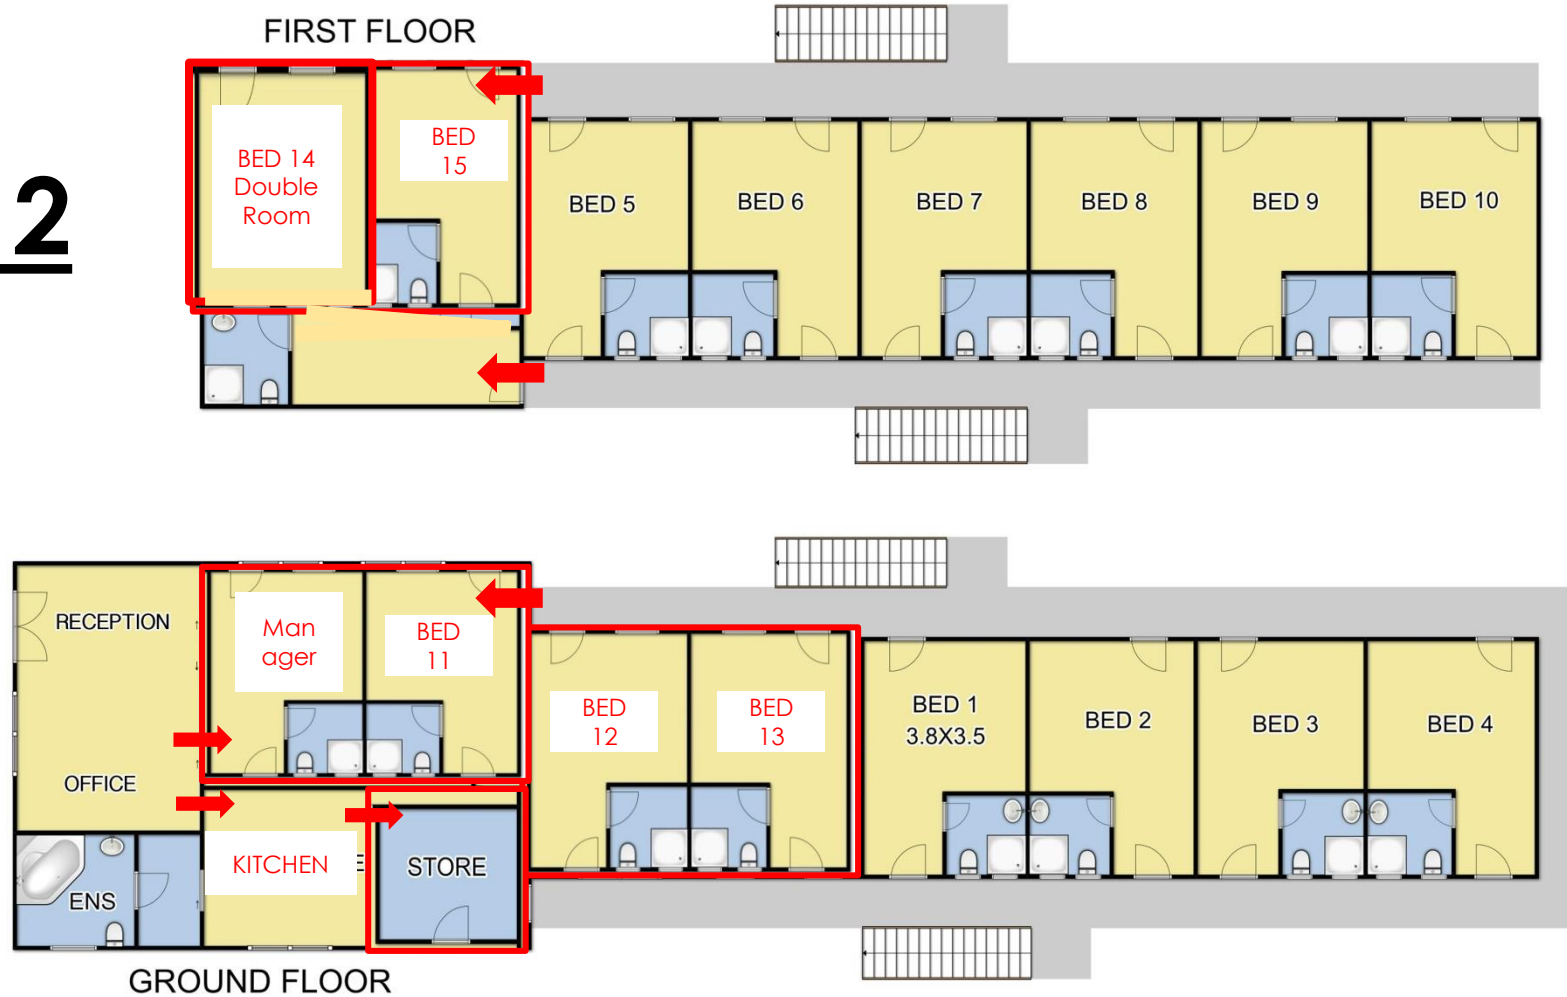 FIRST FLOOR
2
BED 14
Double
Room
BED
15
BED 5
BED 6
BED 7
BED 8
BED 9
BED 10
RECEPTION
OFFICE
ENS
Man
ager
BED
11
KITCHEN
E
STORE
BED
12
BED
13
BED 1
3.8X3.5
BED 2
BED 3
BED 4
GROUND FLOOR